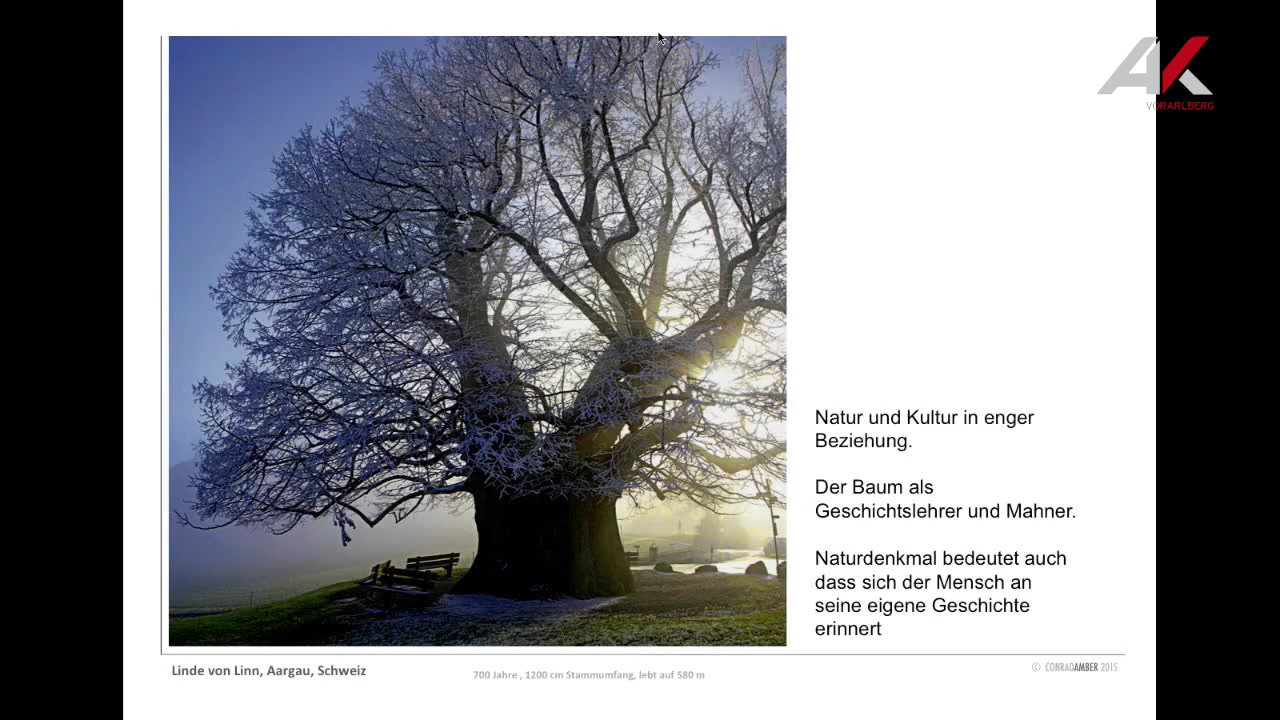 AK
VORARLBERG
Natur und Kultur in enger
Beziehung.
Der Baum als
Geschichtslehrer und Mahner.
Naturdenkmal bedeutet auch
dass sich der Mensch an
seine eigene Geschichte
erinnert
Linde von Linn, Aargau, Schweiz
700 Jahre , 1200 cm Stammumfang, lebt auf 580 m
© CONRADAMBER 2015